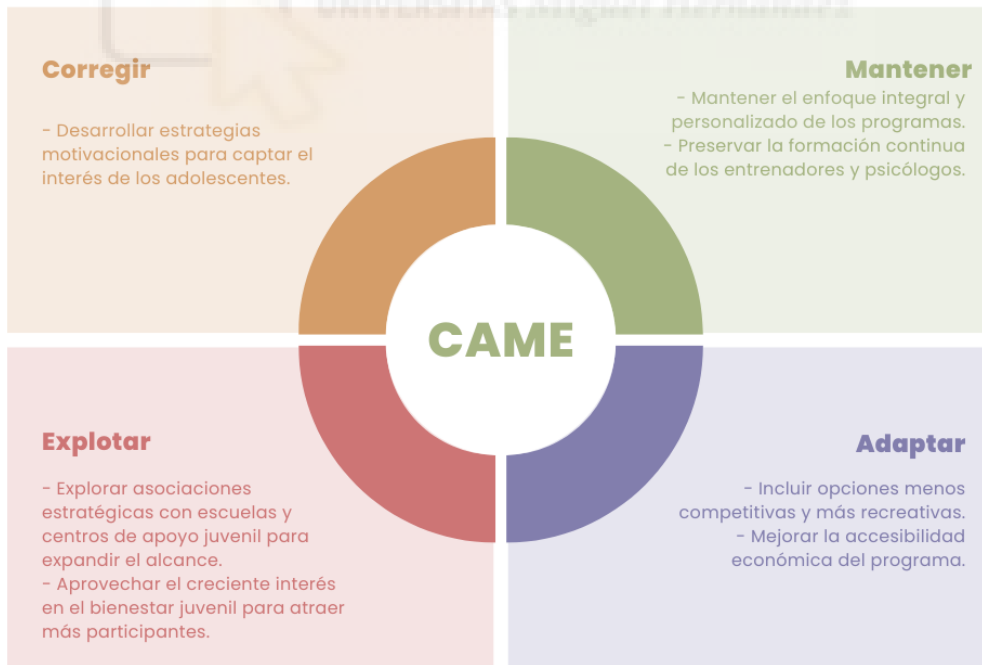 UNIVERSITAS Miguel Hernández
Corregir
- Desarrollar estrategias
motivacionales para captar el
interés de los adolescentes.
Mantener
- Mantener el enfoque integral y
personalizado de los programas.
- Preservar la formación continua
de los entrenadores y psicólogos.
CAME
Explotar
- Explorar asociaciones
estratégicas con escuelas y
centros de apoyo juvenil para
expandir el alcance.
- Aprovechar el creciente interés
en el bienestar juvenil para atraer
más participantes.
Adaptar
- Incluir opciones menos
competitivas y más recreativas.
- Mejorar la accesibilidad
económica del programa.